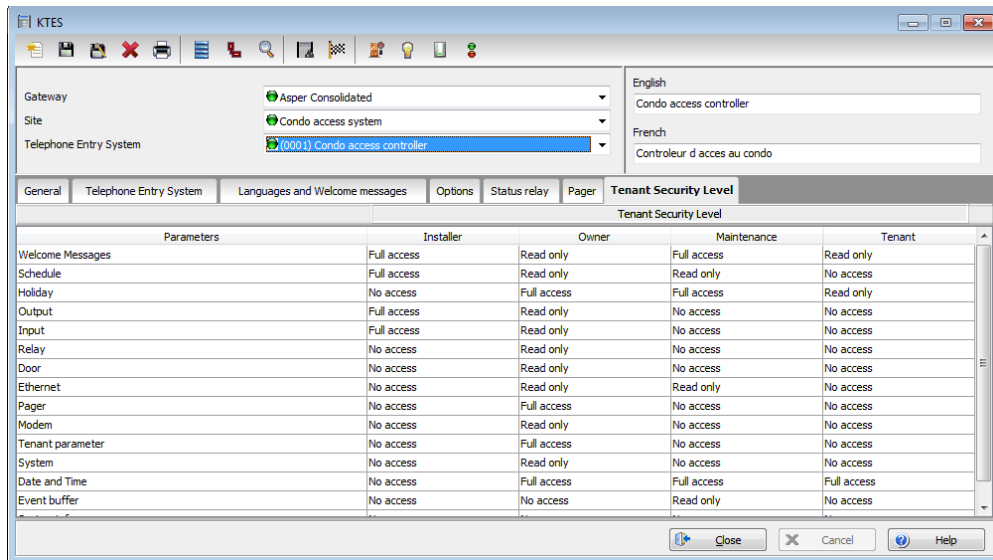 KTES
Gateway
Asper Consolidated
Site
Condo access system
Telephone Entry System
(0001) Condo access controller
English
Condo access controller
French
Controleur d acces au condo
General Telephone Entry System Languages and Welcome messages Options Status relay Pager Tenant Security Level
Tenant Security Level
Parameters Installer Owner Maintenance Tenant
Welcome Messages Full access Read only Full access Read only
Schedule Full access Read only Read only No access
Holiday No access Full access Full access Read only
Output Full access Read only No access No access
Input Full access Read only No access No access
Relay No access Read only No access No access
Door No access Read only No access No access
Ethernet No access Read only Read only No access
Pager No access Full access No access No access
Modem No access Read only No access No access
Tenant parameter No access Full access No access No access
System No access Read only No access No access
Date and Time No access Full access Full access Full access
Event buffer No access No access Read only No access
Close Cancel Help